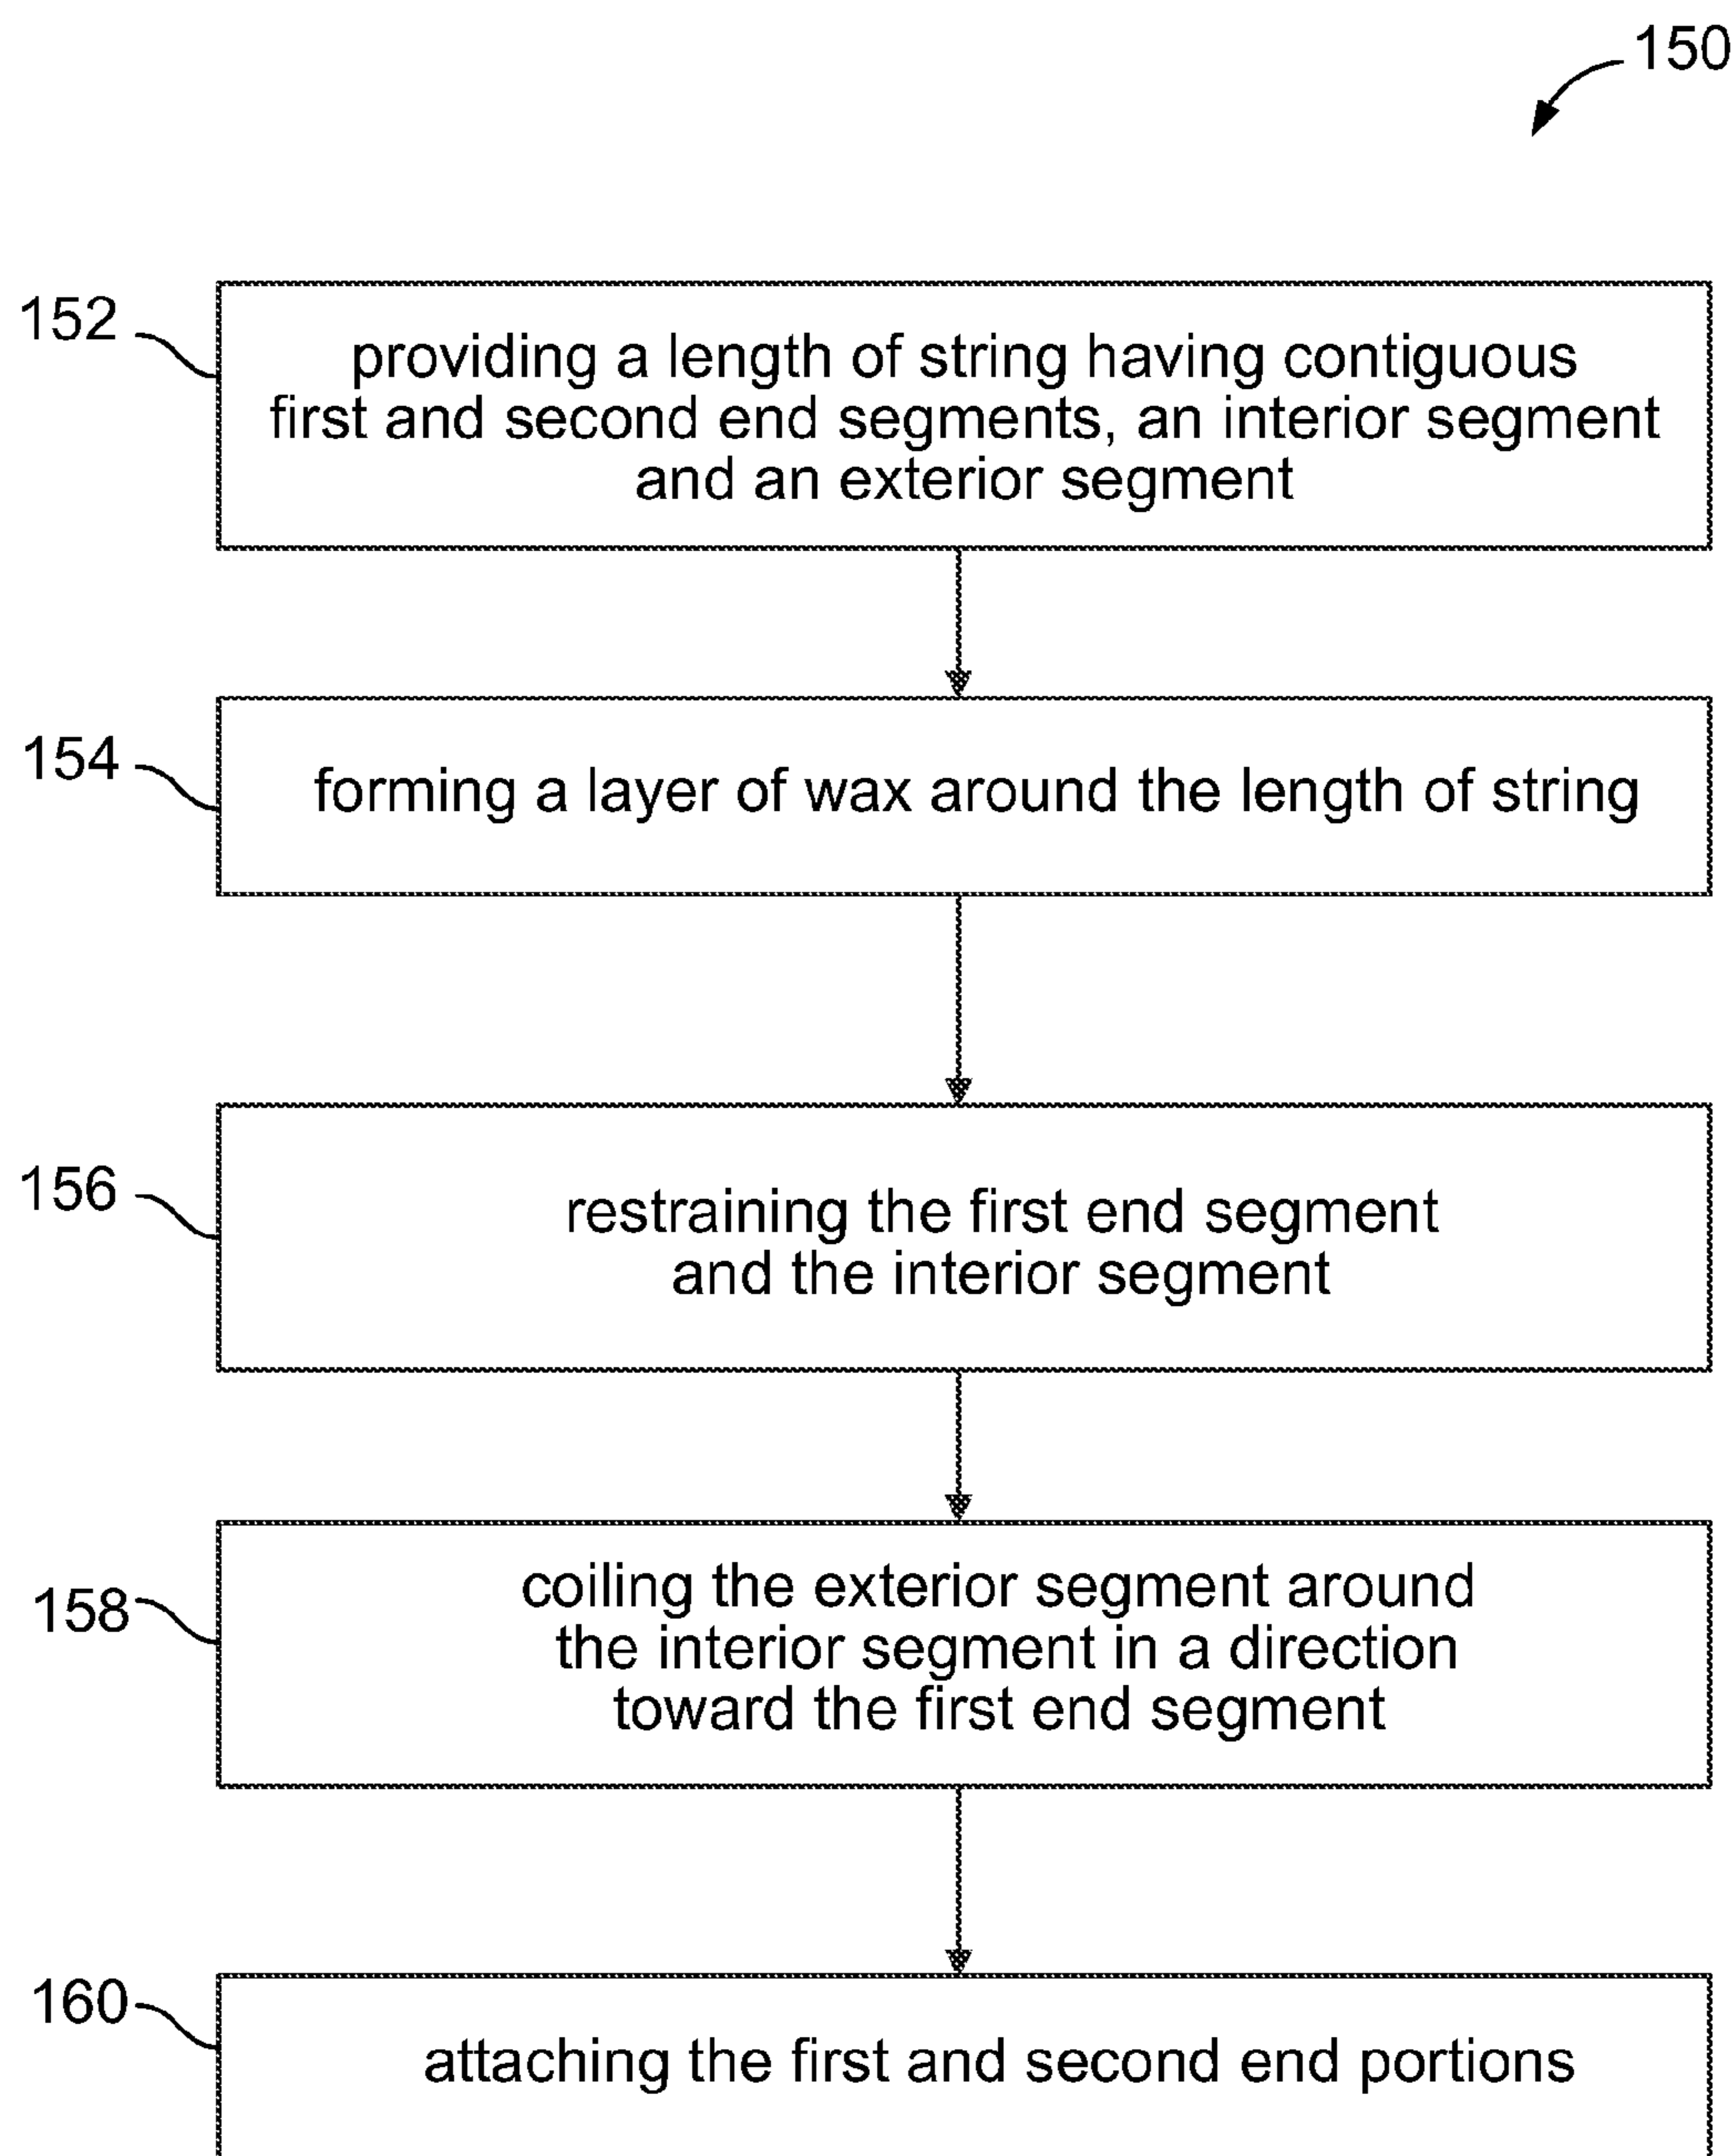 150
152
providing a length of string having contiguous
first and second end segments, an interior segment
and an exterior segment
154
forming a layer of wax around the length of string
156
restraining the first end segment
and the interior segment
158
coiling the exterior segment around
the interior segment in a direction
toward the first end segment
160
attaching the first and second end portions